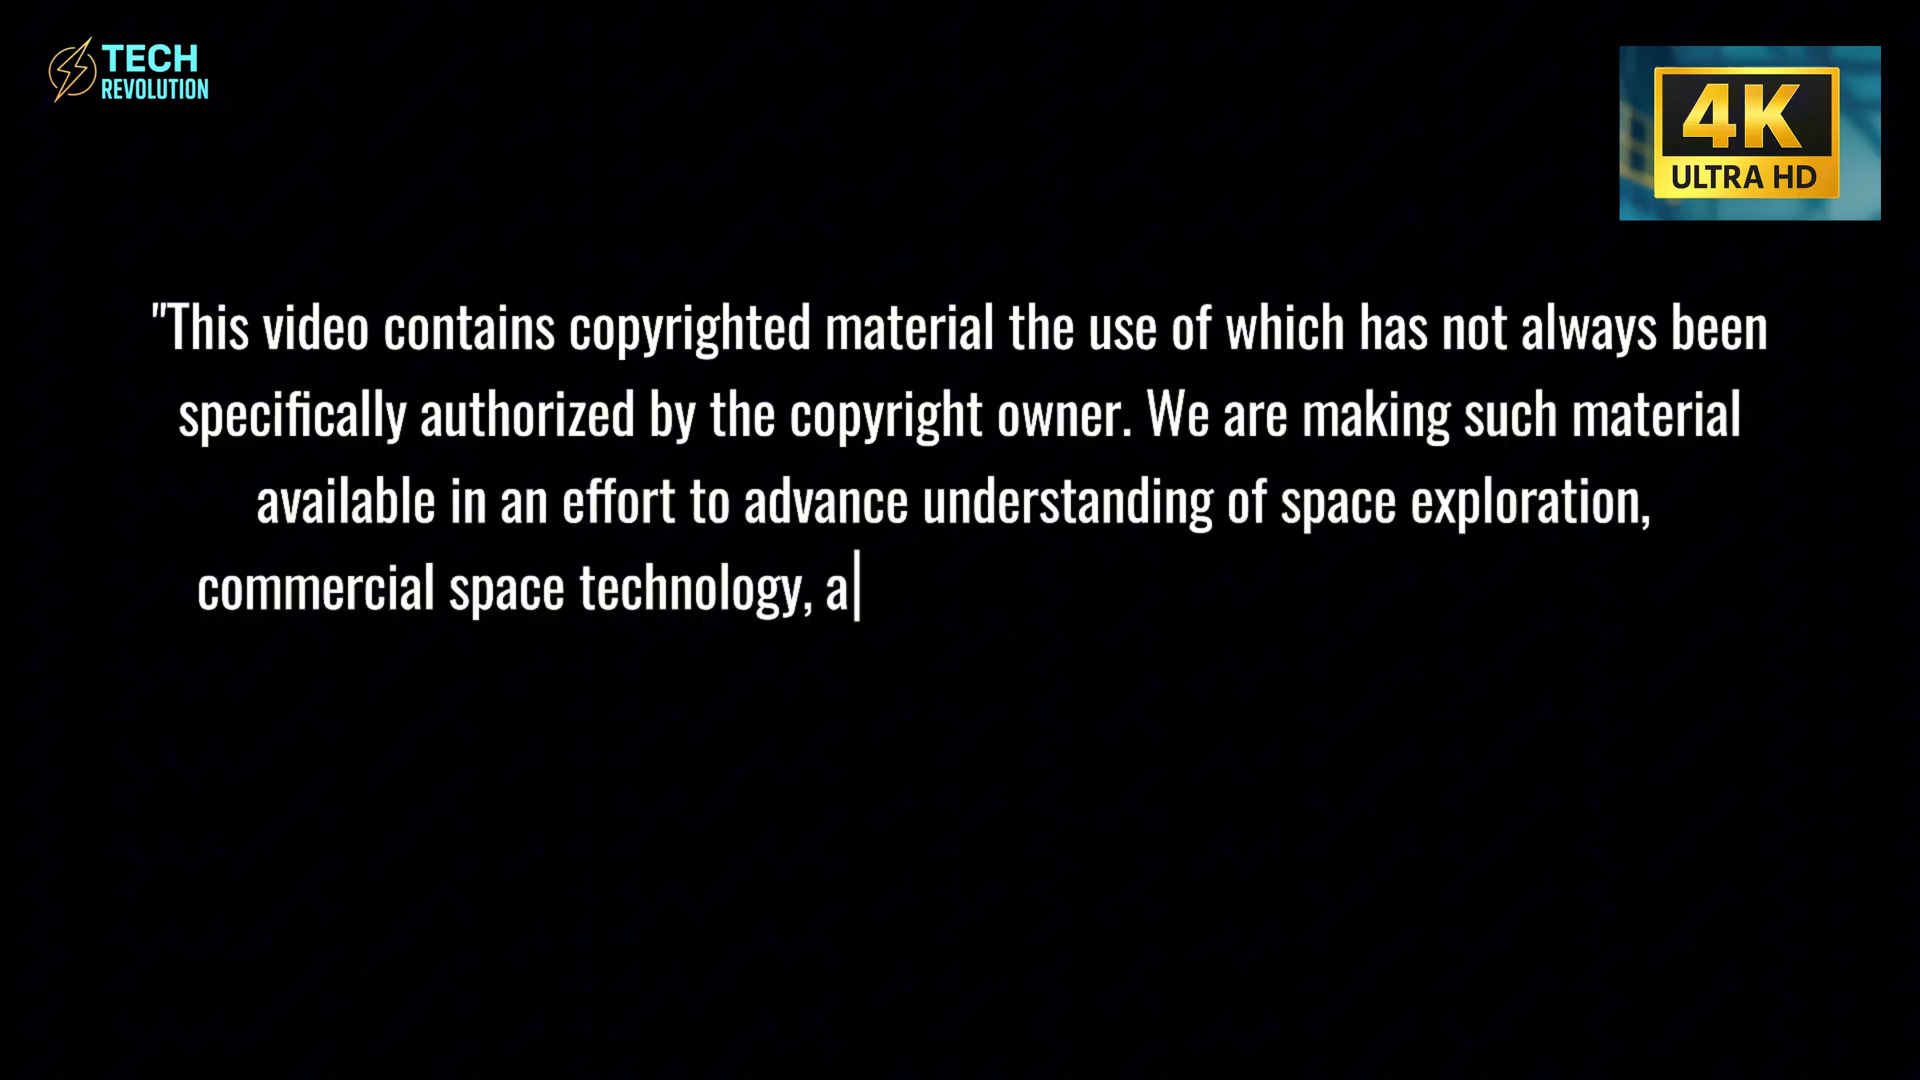 TECH
REVOLUTION
4K
ULTRA HD
"This video contains copyrighted material the use of which has not always been
specifically authorized by the copyright owner. We are making such material
available in an effort to advance understanding of space exploration,
commercial space technology, a